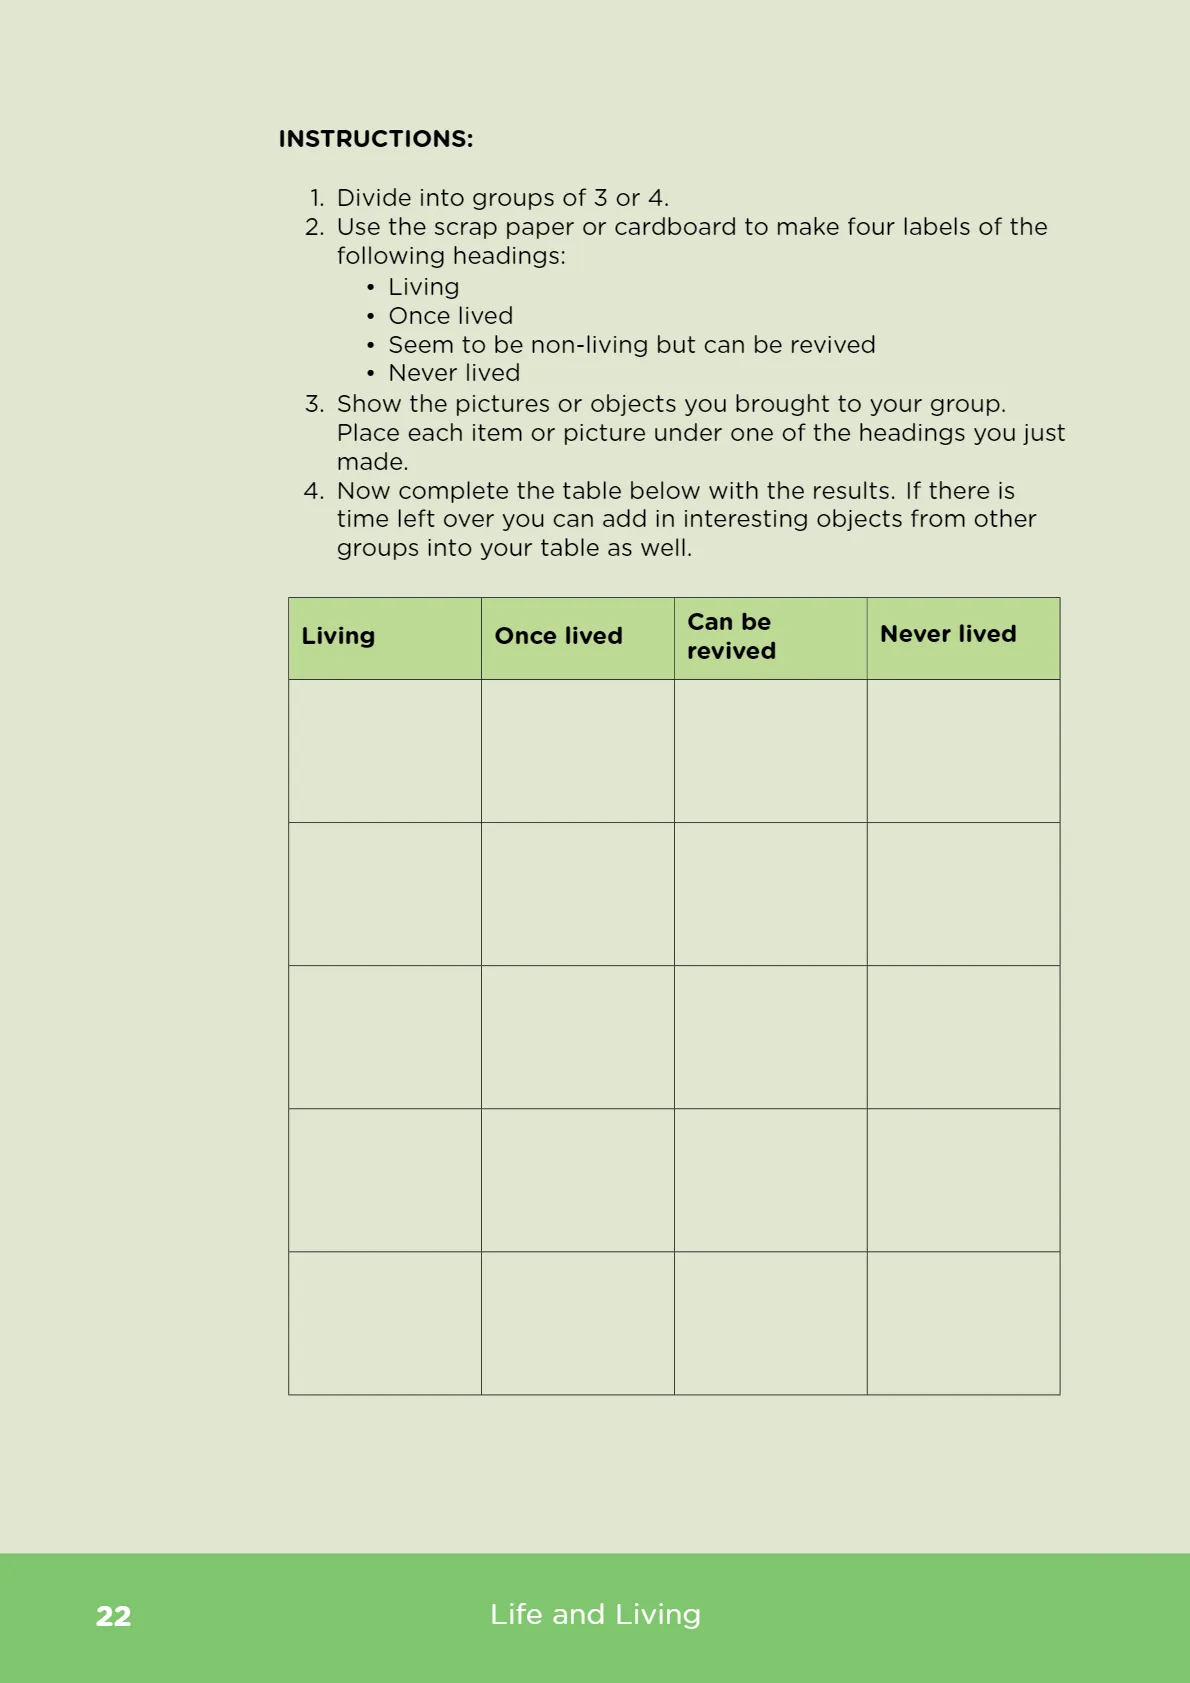 INSTRUCTIONS:
1. Divide into groups of 3 or 4.
2. Use the scrap paper or cardboard to make four labels of the
following headings:
• Living
• Once lived
• Seem to be non-living but can be revived
• Never lived
3. Show the pictures or objects you brought to your group.
Place each item or picture under one of the headings you just
made.
4. Now complete the table below with the results. If there is
time left over you can add in interesting objects from other
groups into your table as well.
Living
Once lived
Can be
revived
Never lived
22
Life and Living